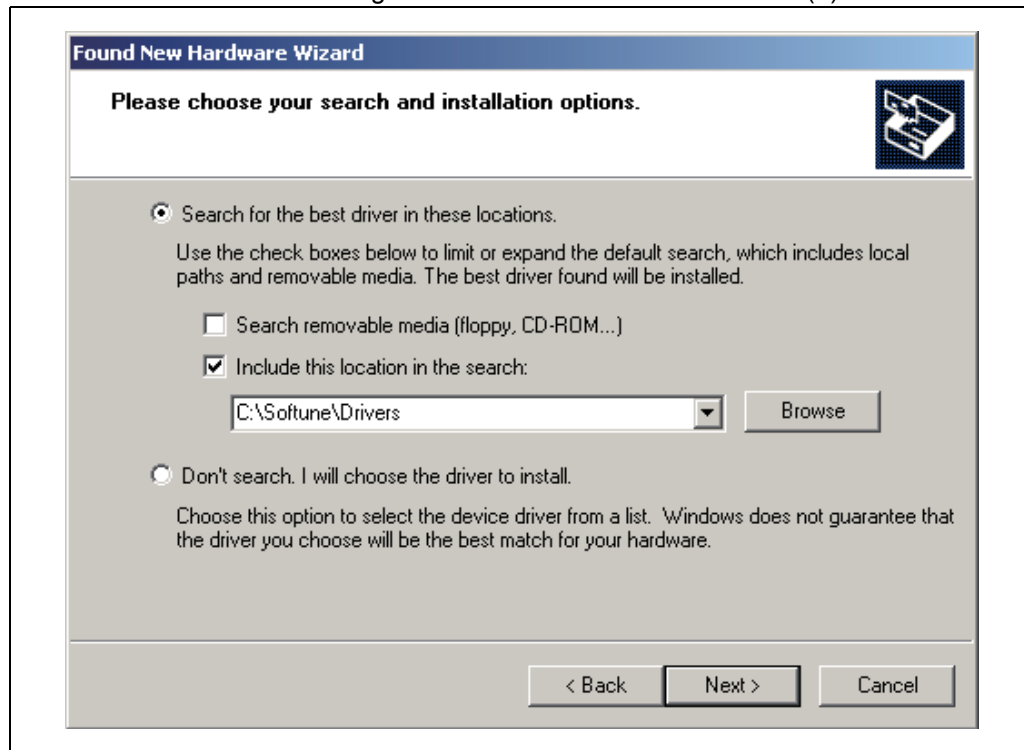 Found New Hardware Wizard
Please choose your search and installation options.
Search for the best driver in these locations.
Use the check boxes below to limit or expand the default search, which includes local
paths and removable media. The best driver found will be installed.
Search removable media (floppy, CD-ROM...)
Include this location in the search:
C:\Softune\Drivers
Browse
Don't search. I will choose the driver to install.
Choose this option to select the device driver from a list. Windows does not guarantee that
the driver you choose will be the best match for your hardware.
< Back
Next >
Cancel